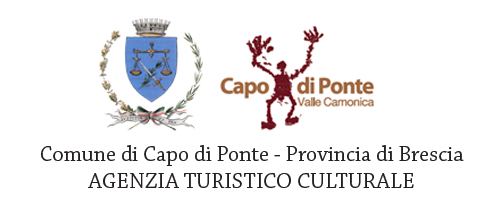 Capo di Ponte
Valle Camonica
Comune di Capo di Ponte - Provincia di Brescia
AGENZIA TURISTICO CULTURALE